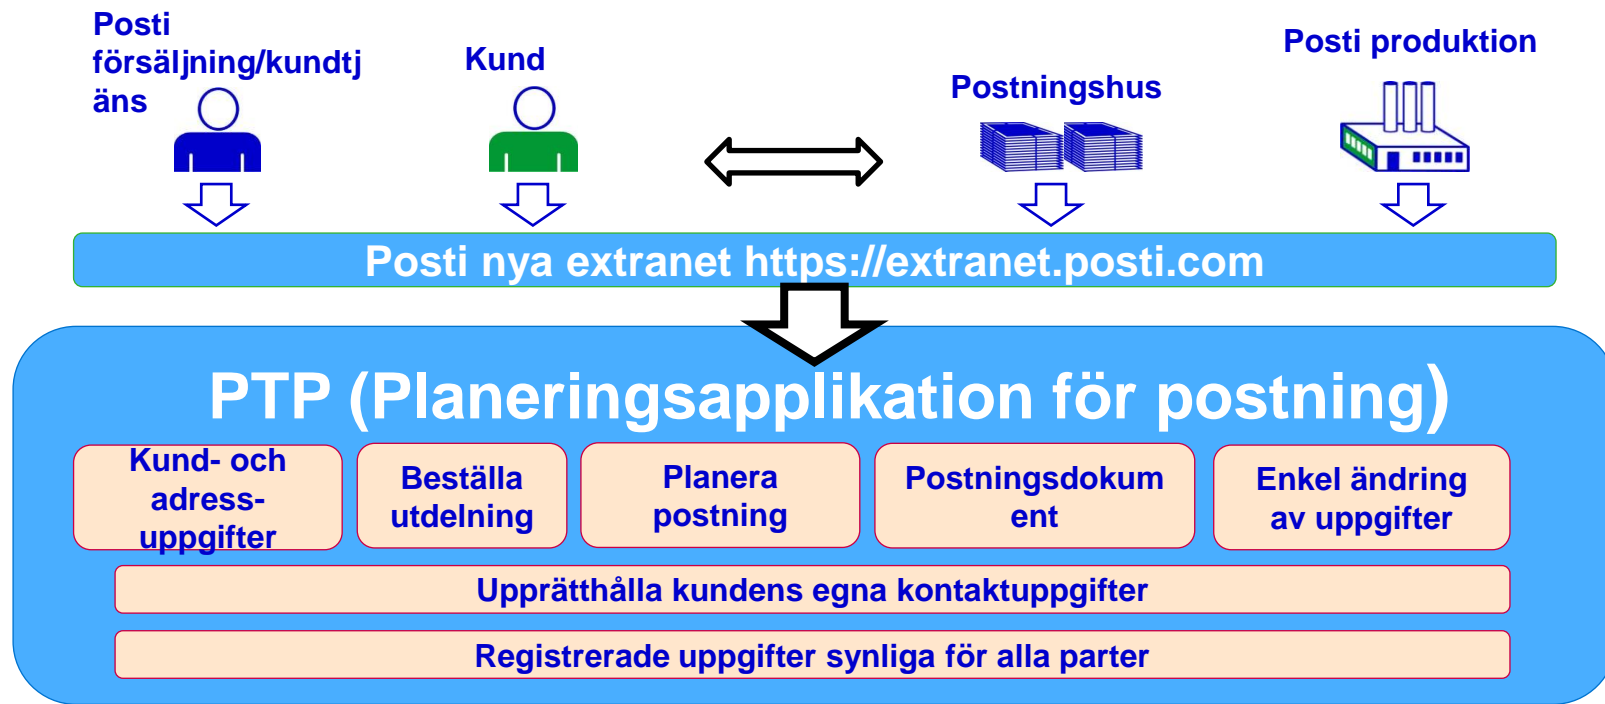 Posti
försäljning/kundtj
äns
Kund
Postningshus
Posti produktion
Posti nya extranet https://extranet.posti.com
PTP (Planeringsapplikation för postning)
Kund- och
adress-
uppgifter
Beställa
utdelning
Planera
postning
Postningsdokum
ent
Enkel ändring
av uppgifter
Upprätthålla kundens egna kontaktuppgifter
Registrerade uppgifter synliga för alla parter